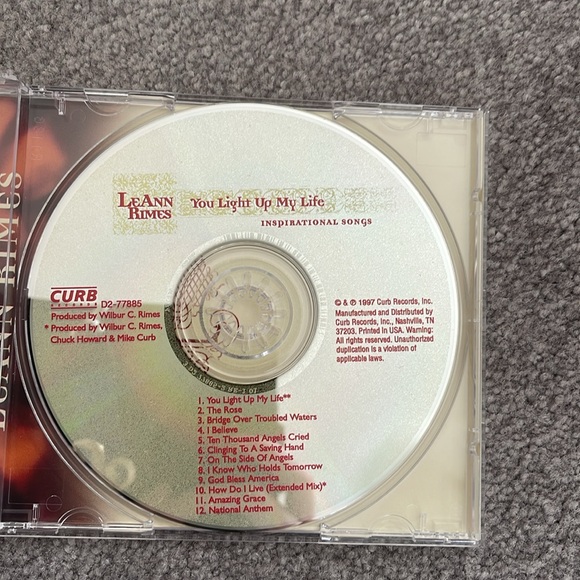 LEANN RIMES
LeAnn
Rimes
You Light Up My Life
INSPIRATIONAL SONGS
CURB
RECORDS
D2-77885
Produced by Wilbur C. Rimes
* Produced by Wilbur C. Rimes,
Chuck Howard & Mike Curb
© & ℗ 1997 Curb Records, Inc.
Manufactured and Distributed by
Curb Records, Inc., Nashville, TN
37203. Printed in USA. Warning:
All rights reserved. Unauthorized
duplication is a violation of
applicable laws.
1. You Light Up My Life**
2. The Rose
3. Bridge Over Troubled Waters
4. I Believe
5. Ten Thousand Angels Cried
6. Clinging To A Saving Hand
7. On The Side Of Angels
8. I Know Who Holds Tomorrow
9. God Bless America
10. How Do I Live (Extended Mix)*
11. Amazing Grace
12. National Anthem